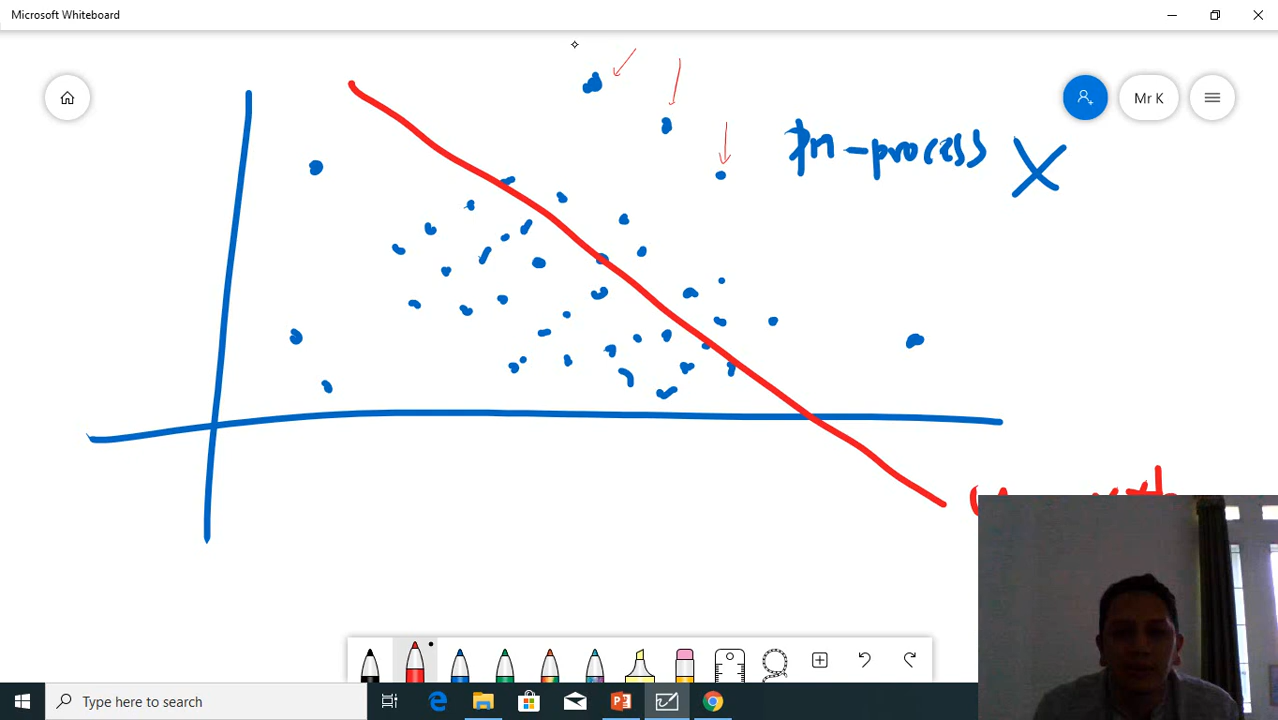 Microsoft Whiteboard
Mr K
In-process X
Type here to search